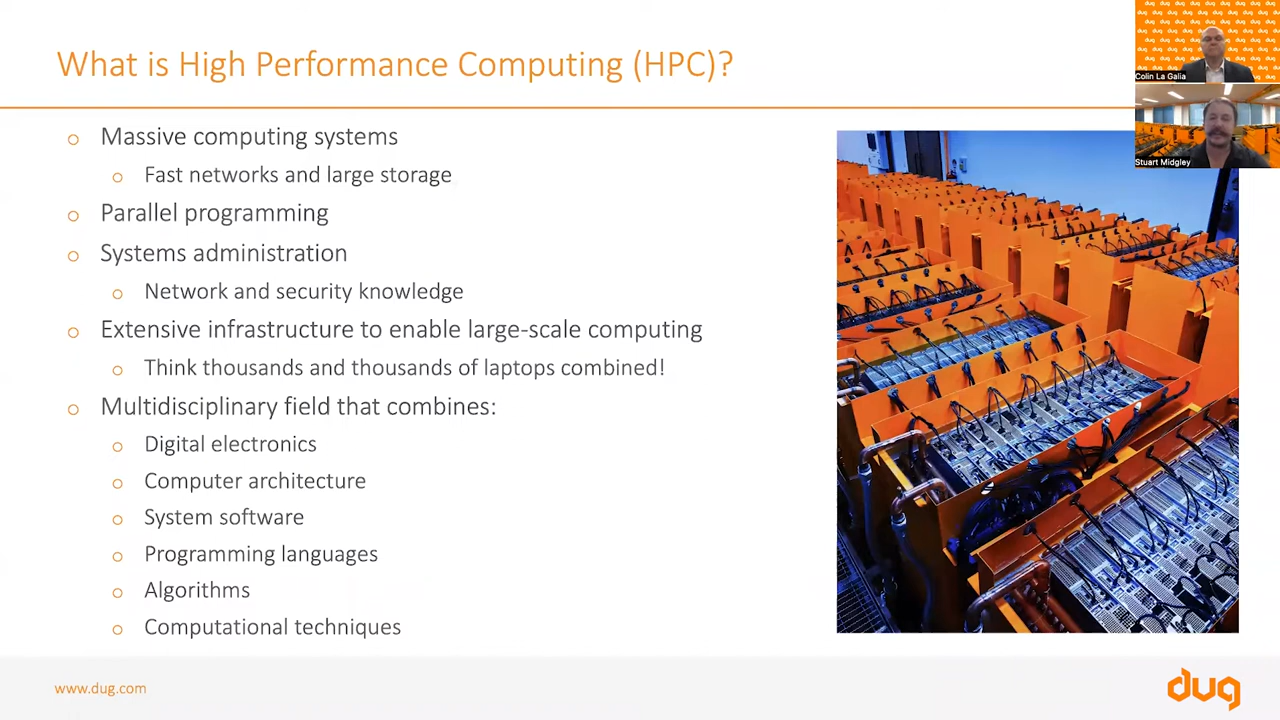 What is High Performance Computing (HPC)?
Massive computing systems
Fast networks and large storage
Parallel programming
Systems administration
Network and security knowledge
Extensive infrastructure to enable large-scale computing
Think thousands and thousands of laptops combined!
Multidisciplinary field that combines:
Digital electronics
Computer architecture
System software
Programming languages
Algorithms
Computational techniques
Colin La Galia
Stuart Midgley
www.dug.com
dug